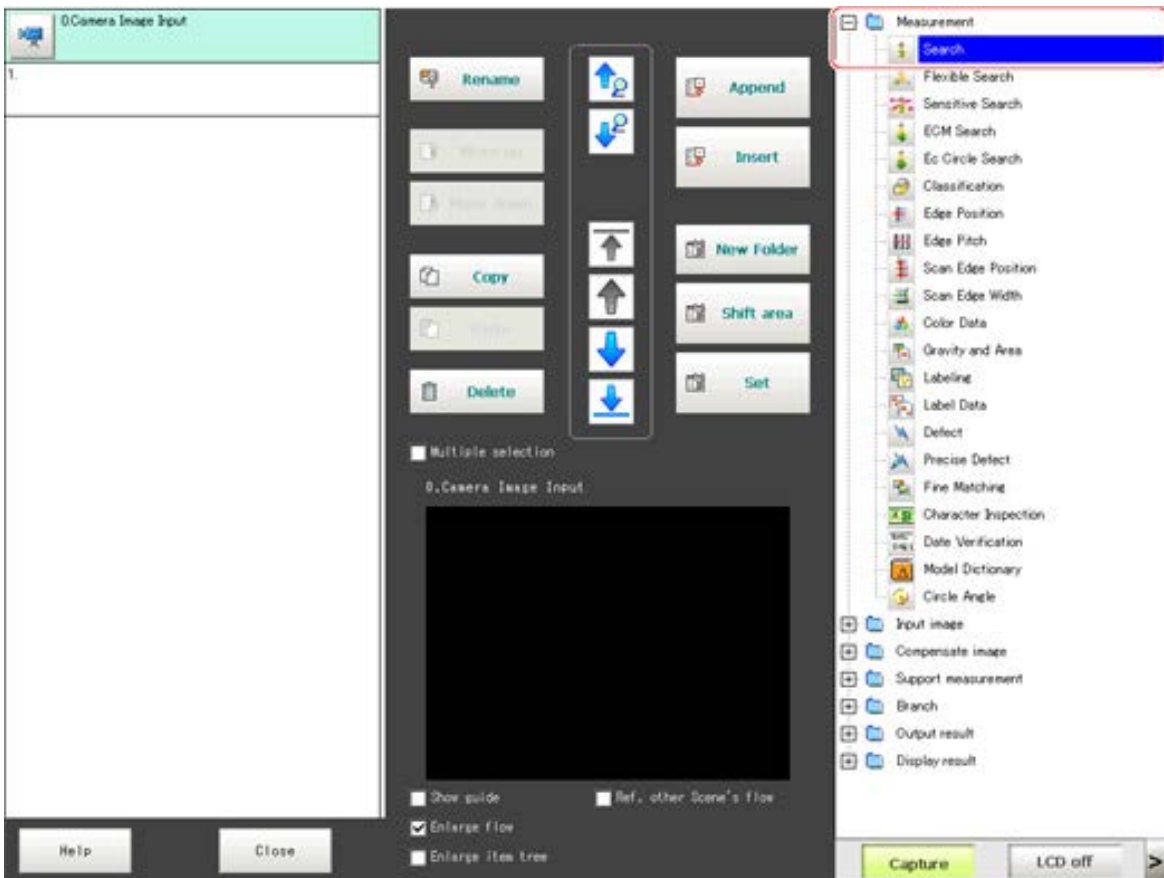 0.Camera Image Input
1.
Rename
Copy
Delete
Append
Insert
New Folder
Shift area
Set
Multiple selection
0.Camera Image Input
Show guide
Ref. other Scene's flow
Enlarge flow
Enlarge item tree
Help
Close
Measurement
Search
Flexible Search
Sensitive Search
ECM Search
Ec Circle Search
Classification
Edge Position
Edge Pitch
Scan Edge Position
Scan Edge Width
Color Data
Gravity and Area
Labeling
Label Data
Defect
Precise Defect
Fine Matching
Character Inspection
Date Verification
Model Dictionary
Circle Angle
Input image
Compensate image
Support measurement
Branch
Output result
Display result
Capture
LCD off
>